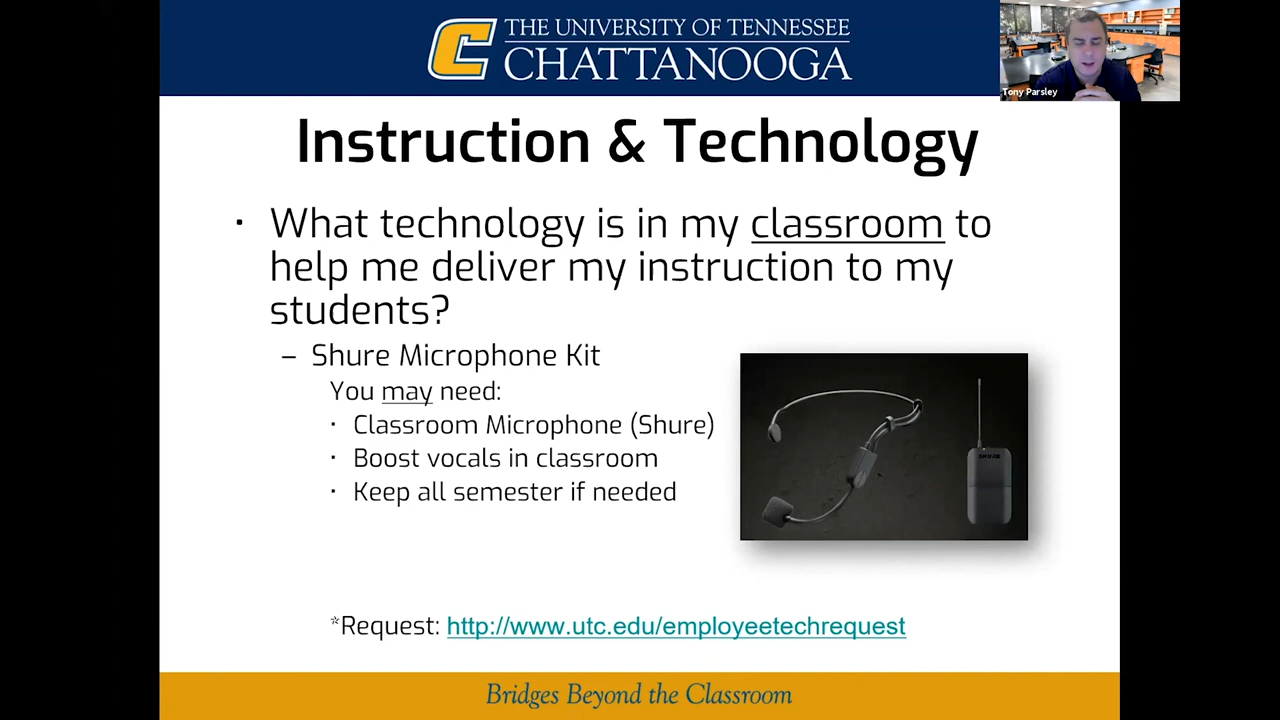 THE UNIVERSITY OF TENNESSEE
CHATTANOOGA
Tony Parsley
Instruction & Technology
· What technology is in my classroom to
help me deliver my instruction to my
students?
– Shure Microphone Kit
You may need:
· Classroom Microphone (Shure)
· Boost vocals in classroom
· Keep all semester if needed
SHURE
*Request: http://www.utc.edu/employeetechrequest
Bridges Beyond the Classroom